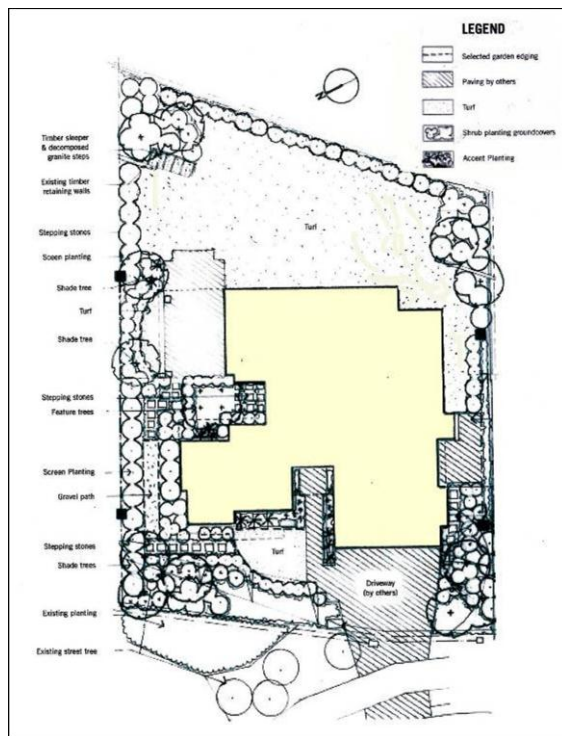 LEGEND
Selected garden edging
Paving by others
Turf
Shrub planting groundcovers
Accent Planting
Timber sleeper
& decomposed
granite steps
Existing timber
retaining walls
Stepping stones
Sceen planting
Shade tree
Turf
Shade tree
Stepping stones
Feature trees
Screen Planting
Gravel path
Stepping stones
Shade trees
Existing planting
Existing street tree
Turf
Turf
Driveway
(by others)